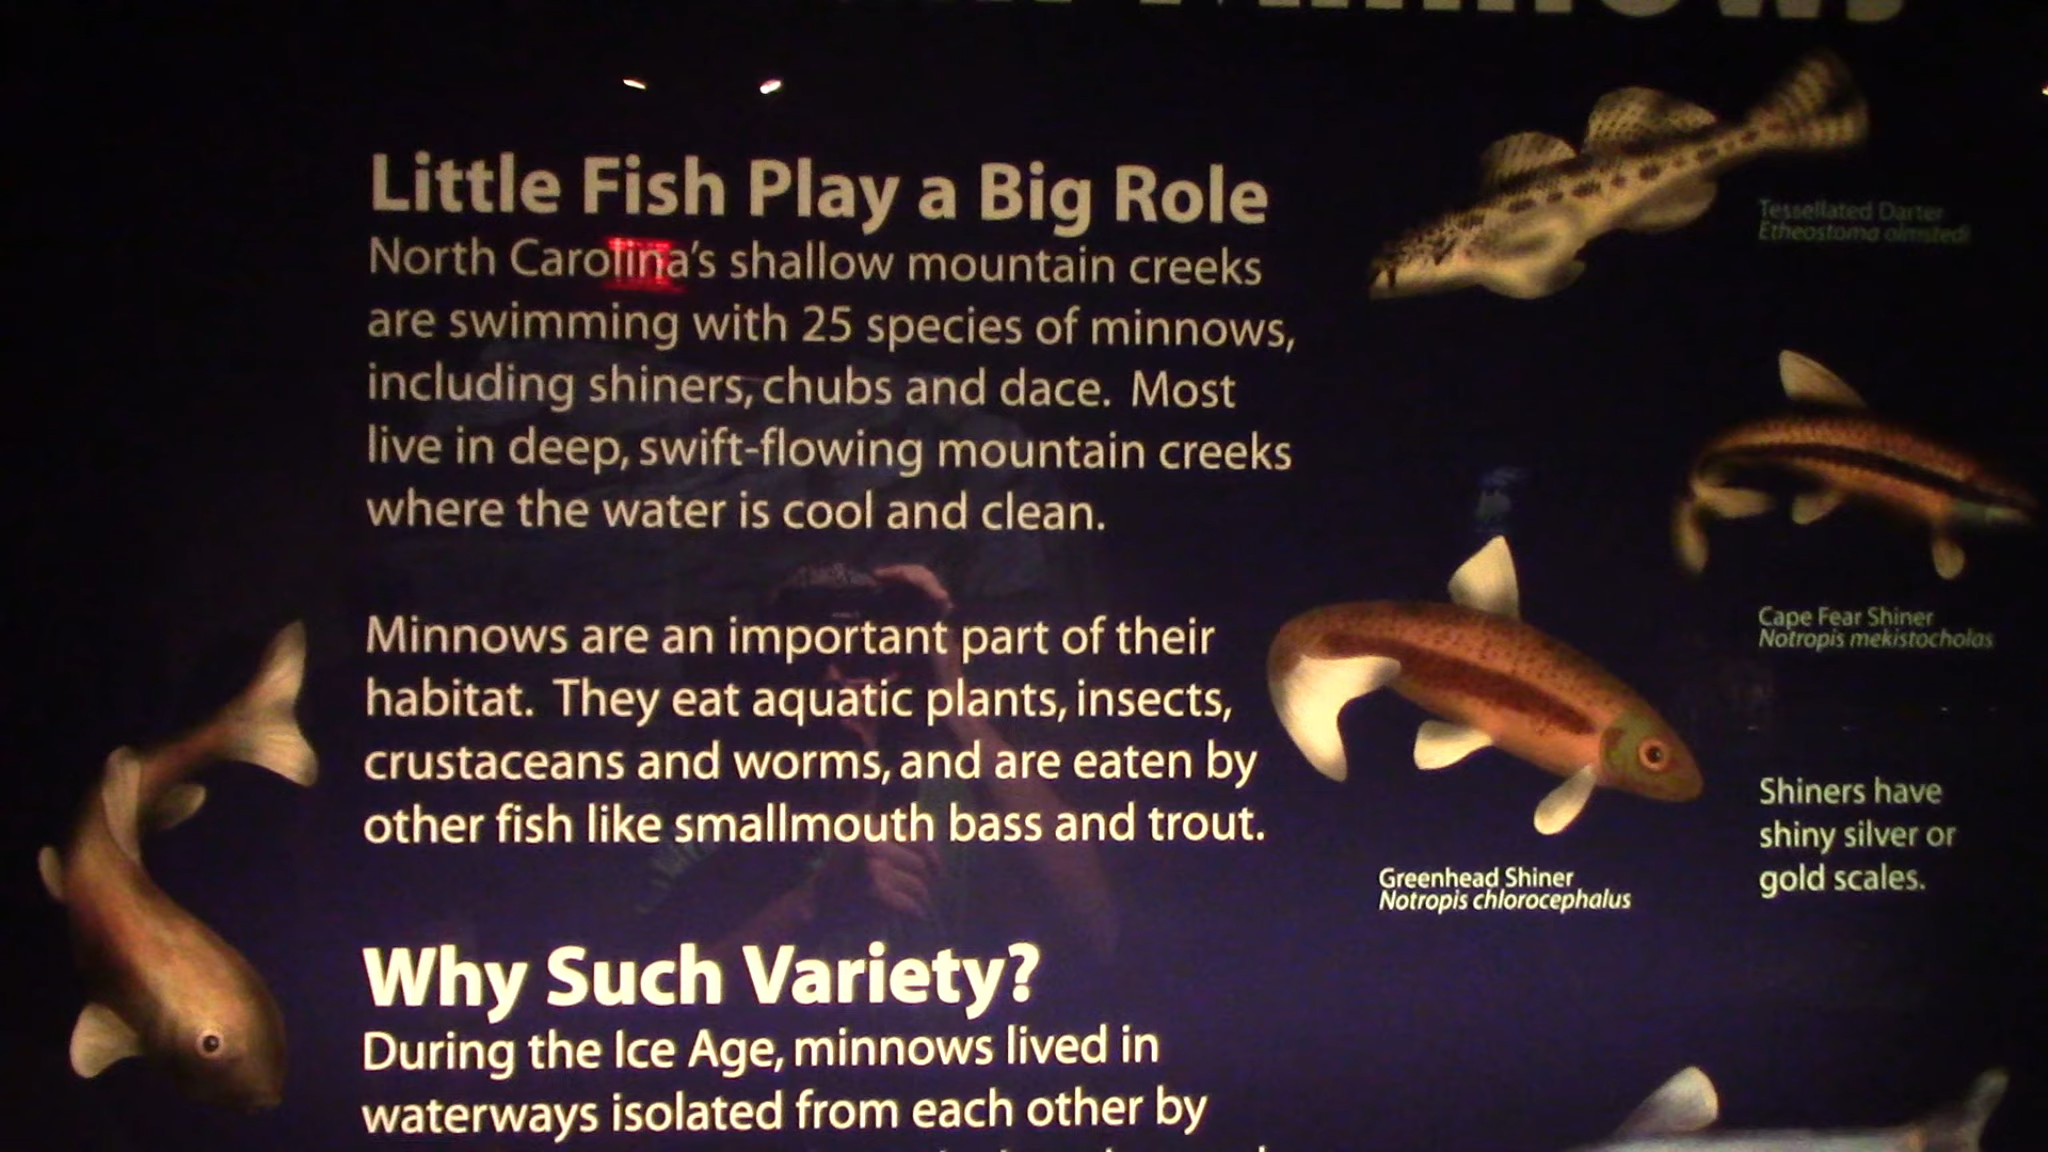 Little Fish Play a Big Role
North Carolina's shallow mountain creeks
are swimming with 25 species of minnows,
including shiners, chubs and dace. Most
live in deep, swift-flowing mountain creeks
where the water is cool and clean.
Minnows are an important part of their
habitat. They eat aquatic plants, insects,
crustaceans and worms, and are eaten by
other fish like smallmouth bass and trout.
Why Such Variety?
During the Ice Age, minnows lived in
waterways isolated from each other by
Tessellated Darter
Etheostoma olmstedi
Cape Fear Shiner
Notropis mekistocholas
Greenhead Shiner
Notropis chlorocephalus
Shiners have
shiny silver or
gold scales.